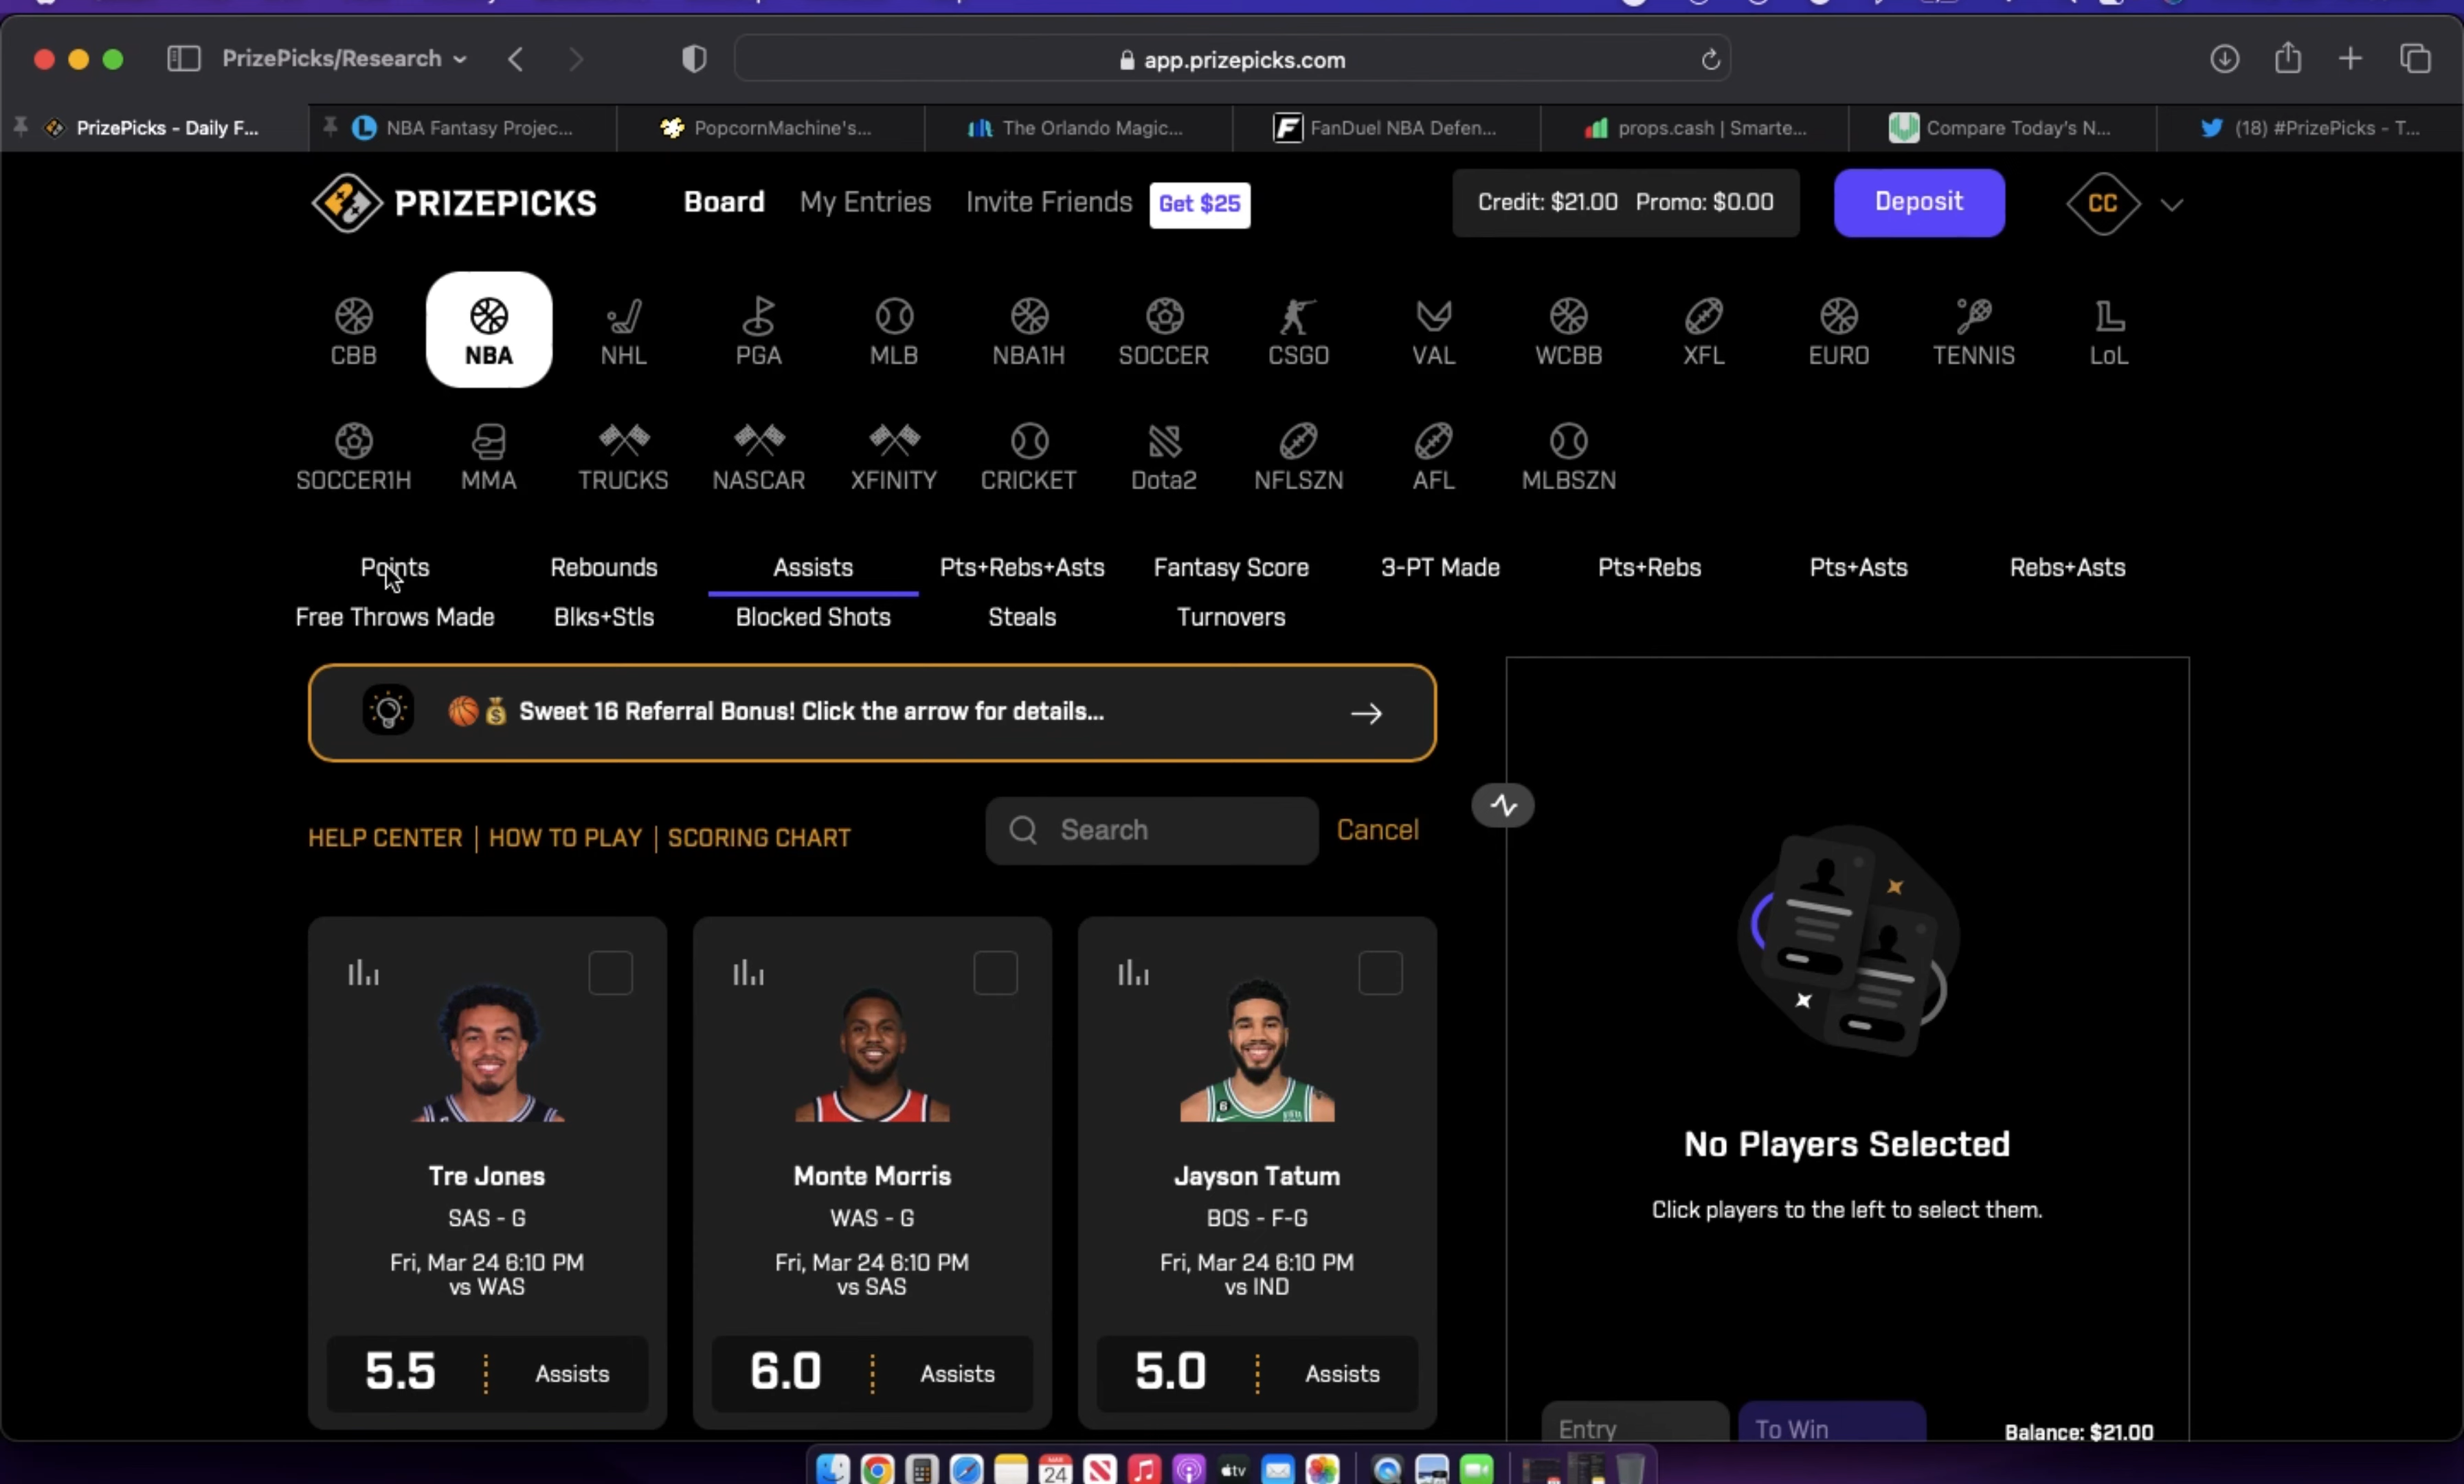 PrizePicks/Research
app.prizepicks.com
PrizePicks - Daily F...
NBA Fantasy Projec...
PopcornMachine's...
The Orlando Magic...
FanDuel NBA Defen...
props.cash | Smarte...
Compare Today's N...
(18) #PrizePicks - T...
PRIZEPICKS
Board
My Entries
Invite Friends
Get $25
Credit: $21.00 Promo: $0.00
Deposit
CC
CBB
NBA
NHL
PGA
MLB
NBA1H
SOCCER
CSGO
VAL
WCBB
XFL
EURO
TENNIS
LoL
SOCCER1H
MMA
TRUCKS
NASCAR
XFINITY
CRICKET
Dota2
NFLSZN
AFL
MLBSZN
Points
Rebounds
Assists
Pts+Rebs+Asts
Fantasy Score
3-PT Made
Pts+Rebs
Pts+Asts
Rebs+Asts
Free Throws Made
Blks+Stls
Blocked Shots
Steals
Turnovers
Sweet 16 Referral Bonus! Click the arrow for details...
HELP CENTER | HOW TO PLAY | SCORING CHART
Search
Cancel
Tre Jones
SAS - G
Fri, Mar 24 6:10 PM
vs WAS
5.5 Assists
Monte Morris
WAS - G
Fri, Mar 24 6:10 PM
vs SAS
6.0 Assists
Jayson Tatum
BOS - F-G
Fri, Mar 24 6:10 PM
vs IND
5.0 Assists
No Players Selected
Click players to the left to select them.
Entry
To Win
Balance: $21.00
24
tv